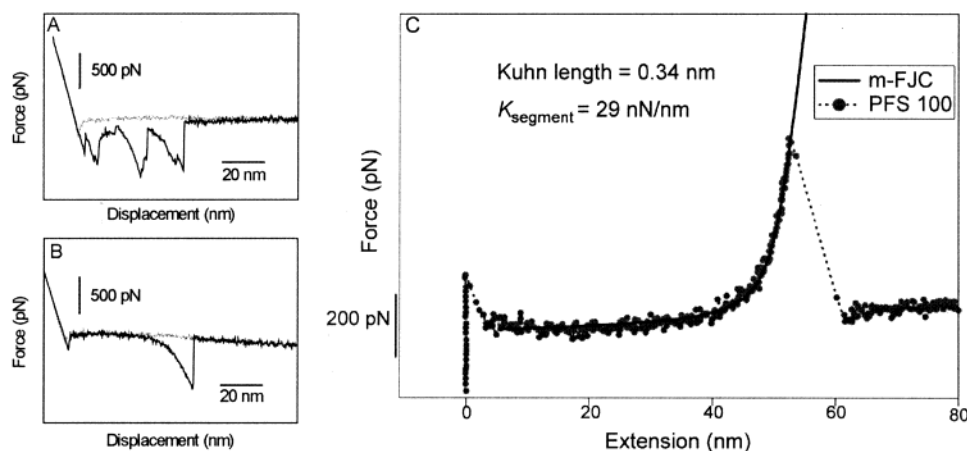 A
500 pN
Force (pN)
20 nm
Displacement (nm)
B
500 pN
Force (pN)
20 nm
Displacement (nm)
C
Kuhn length = 0.34 nm
Ksegment = 29 nN/nm
m-FJC
PFS 100
Force (pN)
200 pN
0 20 40 60 80
Extension (nm)